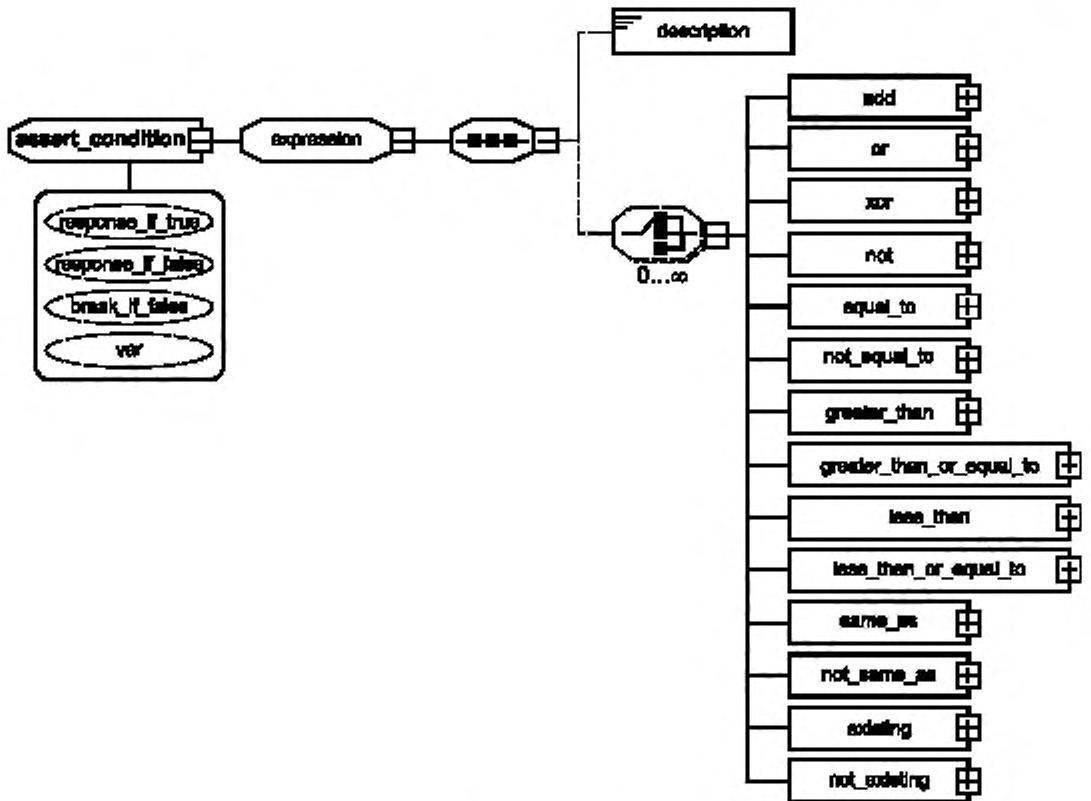 description
assert_condition
expression
response_if_true
response_if_false
break_if_false
var
0...∞
add
or
xor
not
equal_to
not_equal_to
greater_than
greater_than_or_equal_to
less_than
less_than_or_equal_to
same_as
not_same_as
existing
not_existing